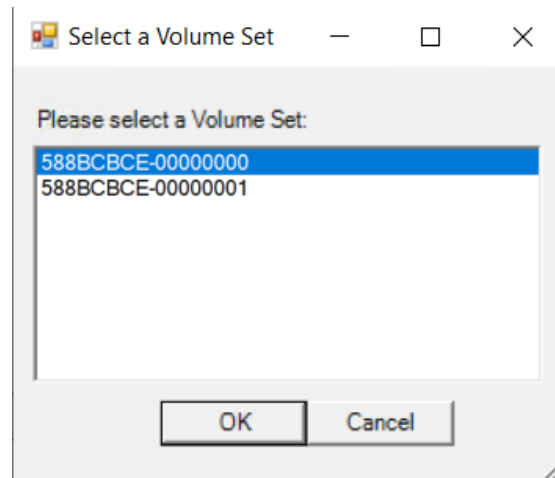 Select a Volume Set
Please select a Volume Set:
588BCBCE-00000000
588BCBCE-00000001
OK
Cancel